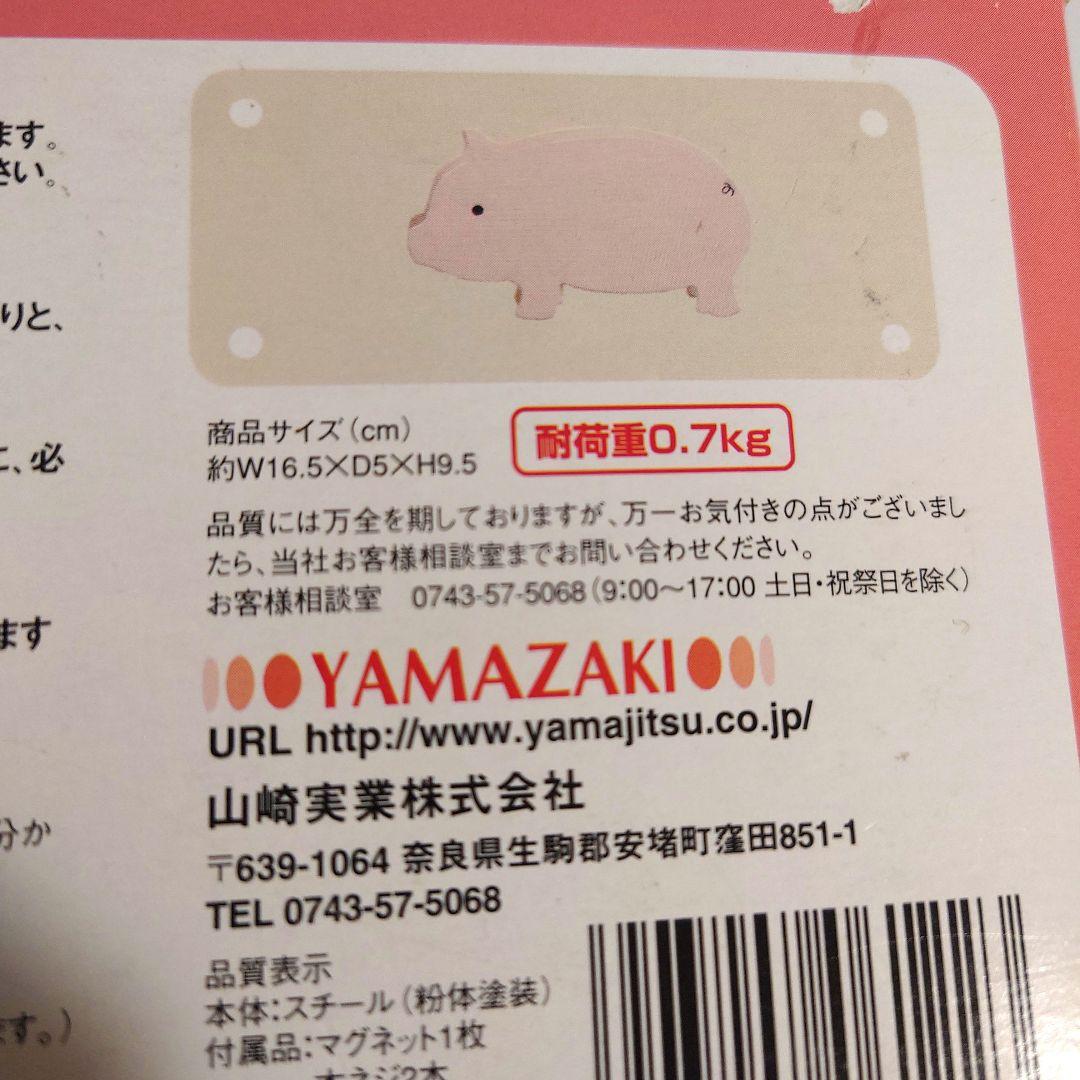 ます。
さい。
りと、
に、必
ます
分か
ます。)
商品サイズ(cm)
約W16.5×D5×H9.5
耐荷重0.7kg
品質には万全を期しておりますが、万一お気付きの点がございまし
たら、当社お客様相談室までお問い合わせください。
お客様相談室 0743-57-5068(9:00～17:00 土日・祝祭日を除く)
YAMAZAKI
URL http://www.yamajitsu.co.jp/
山崎実業株式会社
〒639-1064 奈良県生駒郡安堵町窪田851-1
TEL 0743-57-5068
品質表示
本体:スチール(粉体塗装)
付属品:マグネット1枚
木ネジ2本